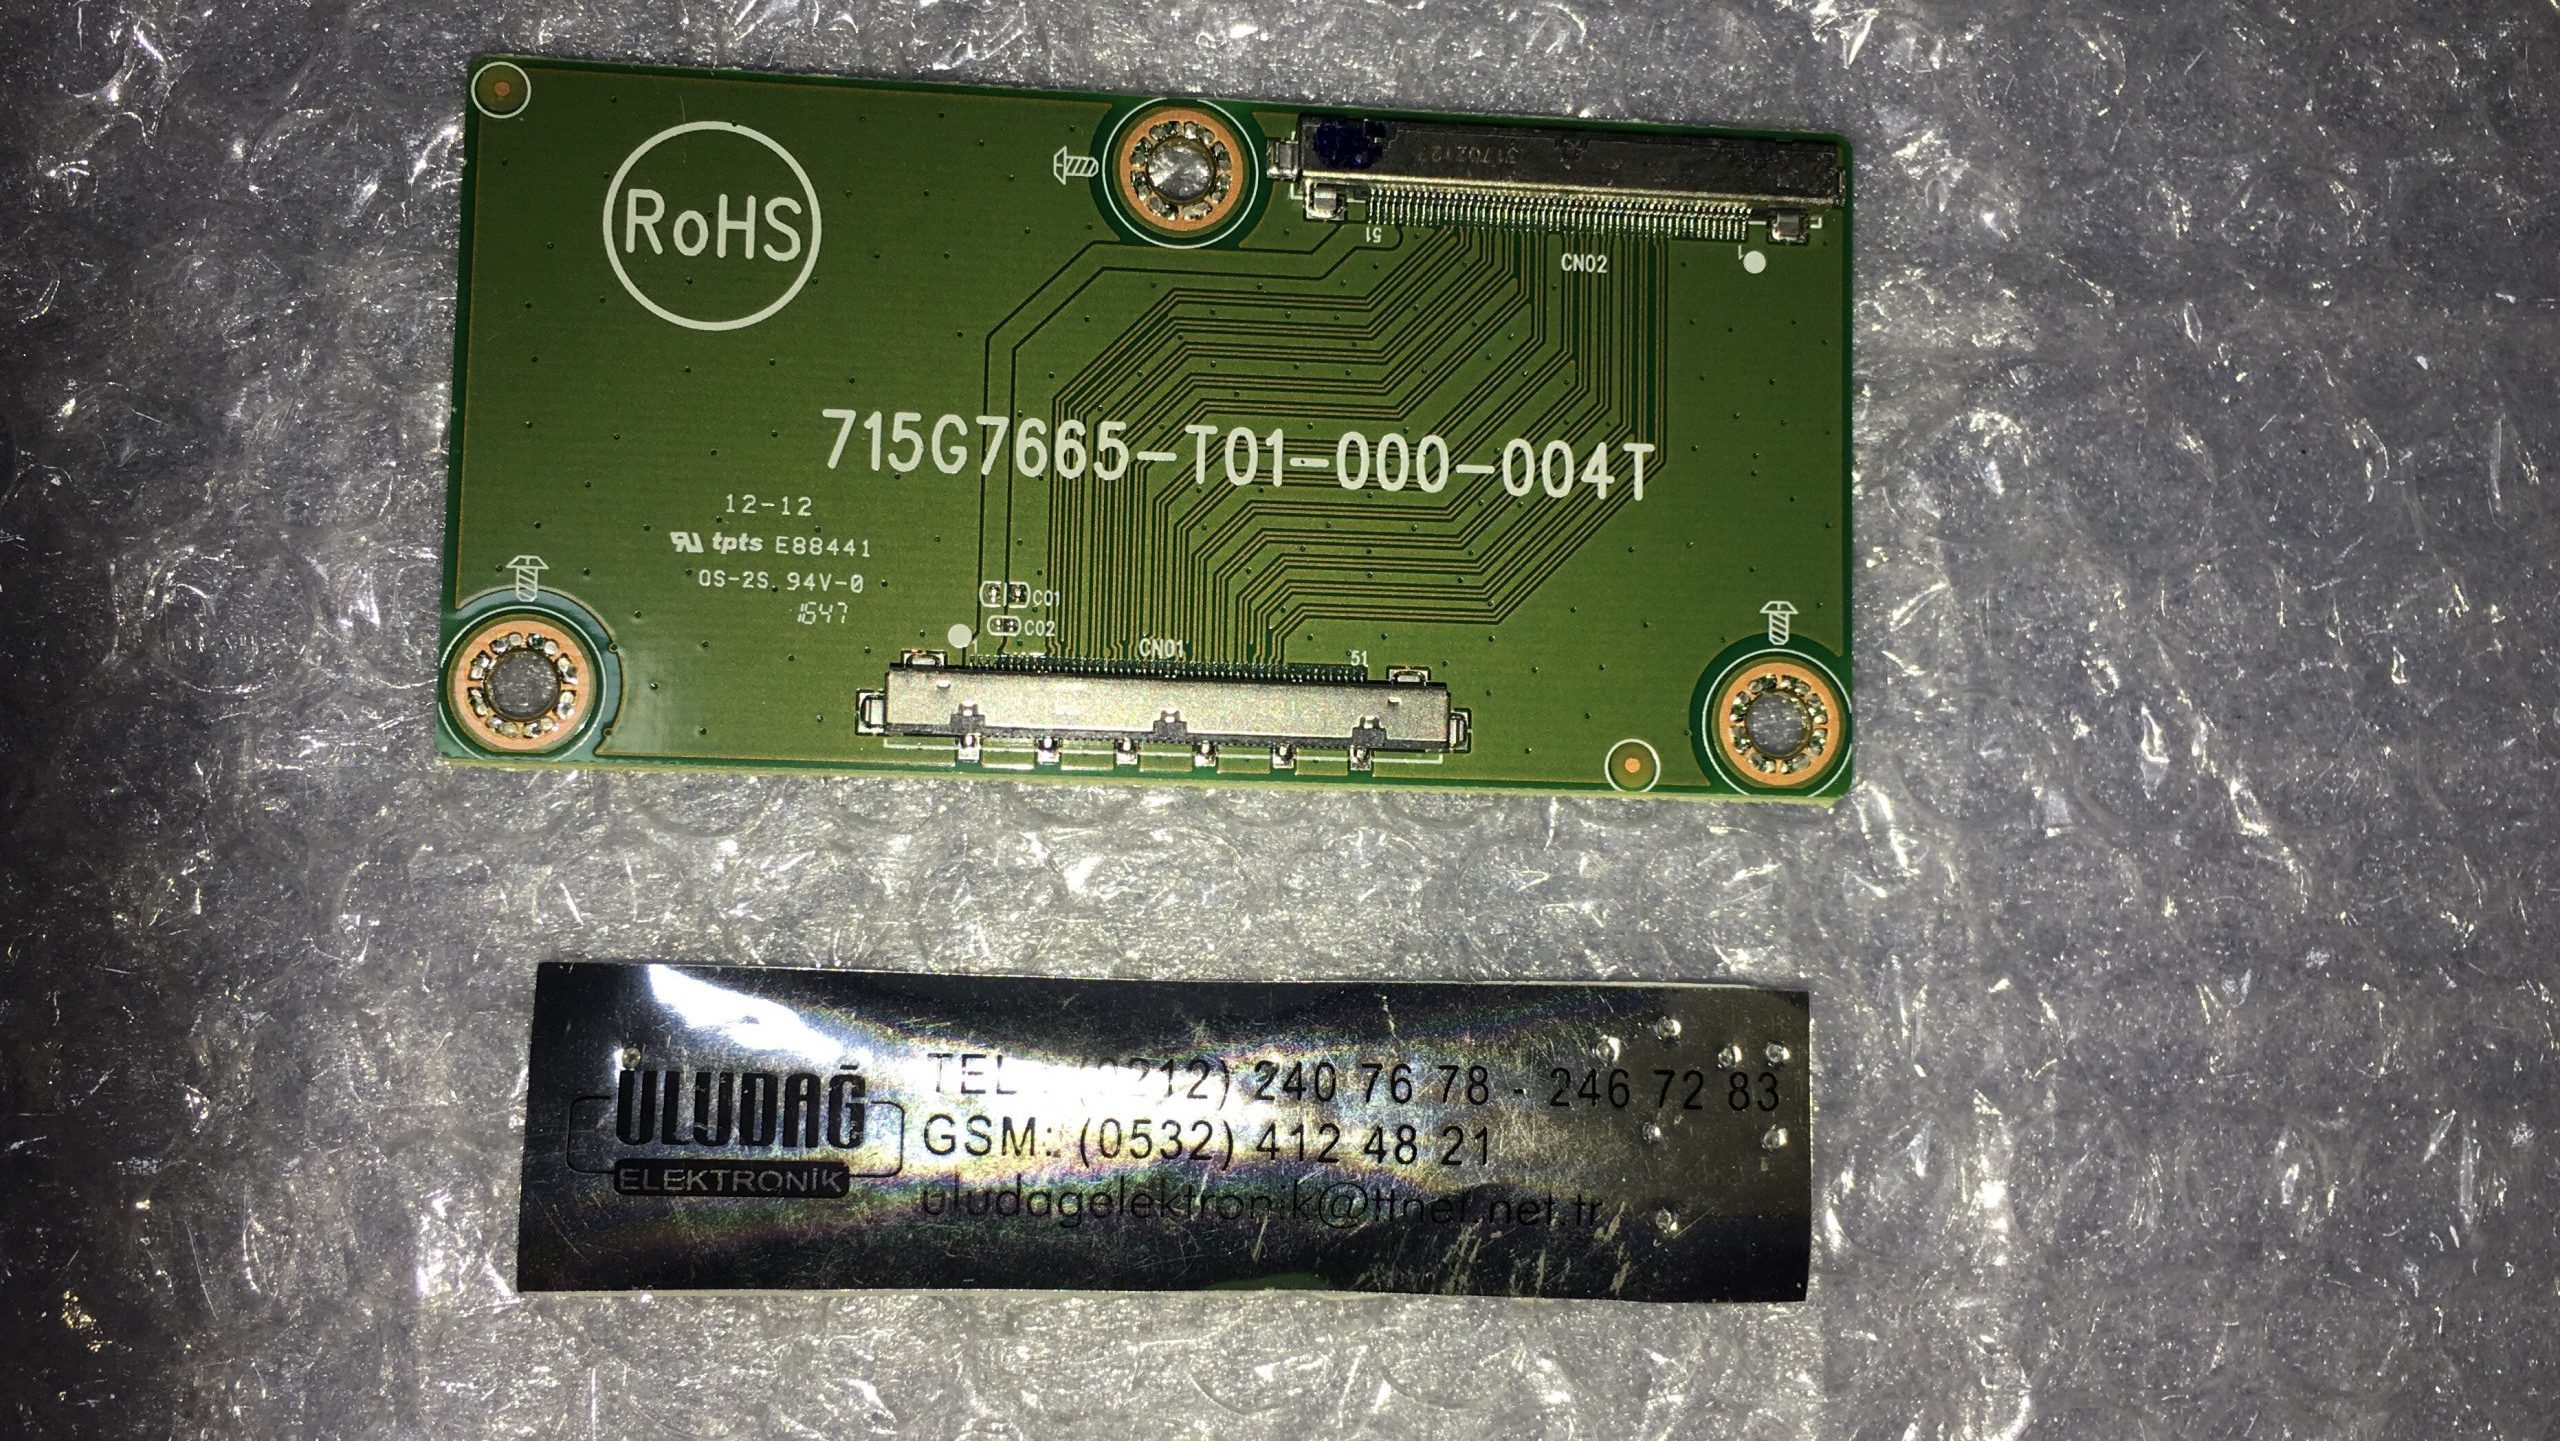 RoHS
31702127
51
1
CN02
715G7665-T01-000-004T
12-12
tpts E88441
OS-2S. 94V-0
1647
C01
C02
1
CN01
51
ULUDAĞ
ELEKTRONİK
TEL : (0212) 240 76 78 - 246 72 83
GSM: (0532) 412 48 21
uludagelektronik@ttnet.net.tr